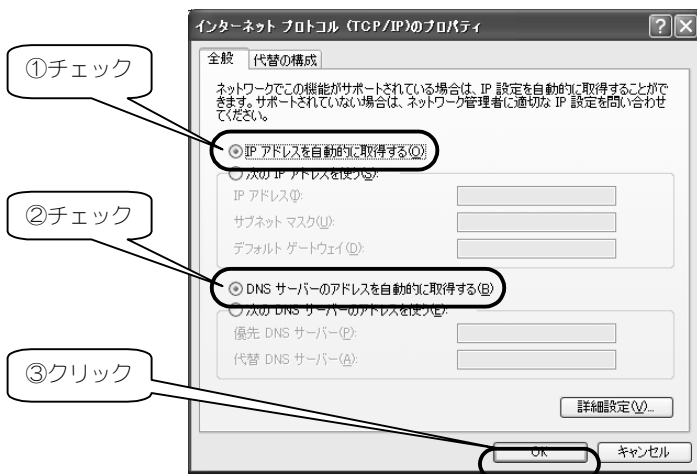 インターネット プロトコル (TCP/IP)のプロパティ
全般
代替の構成
ネットワークでこの機能がサポートされている場合は、IP 設定を自動的に取得することがで
きます。サポートされていない場合は、ネットワーク管理者に適切な IP 設定を問い合わせ
てください。
①チェック
IP アドレスを自動的に取得する(O)
次の IP アドレスを使う(S):
IP アドレス(I):
サブネット マスク(U):
デフォルト ゲートウェイ(D):
②チェック
DNS サーバーのアドレスを自動的に取得する(B)
次の DNS サーバーのアドレスを使う(E):
優先 DNS サーバー(P):
代替 DNS サーバー(A):
③クリック
詳細設定(V)...
OK
キャンセル